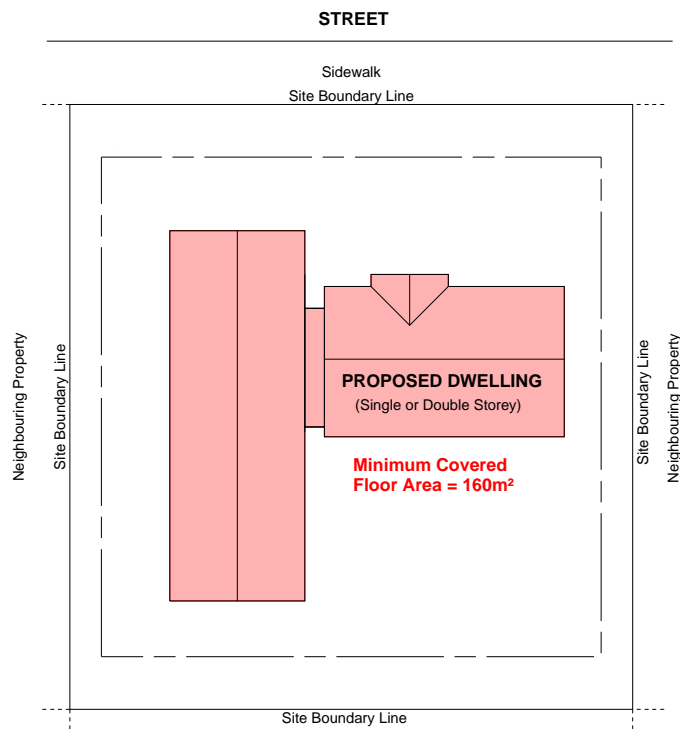 STREET
Sidewalk
Site Boundary Line
Neighbouring Property
Site Boundary Line
PROPOSED DWELLING
(Single or Double Storey)
Minimum Covered
Floor Area = 160m²
Site Boundary Line
Neighbouring Property
Site Boundary Line